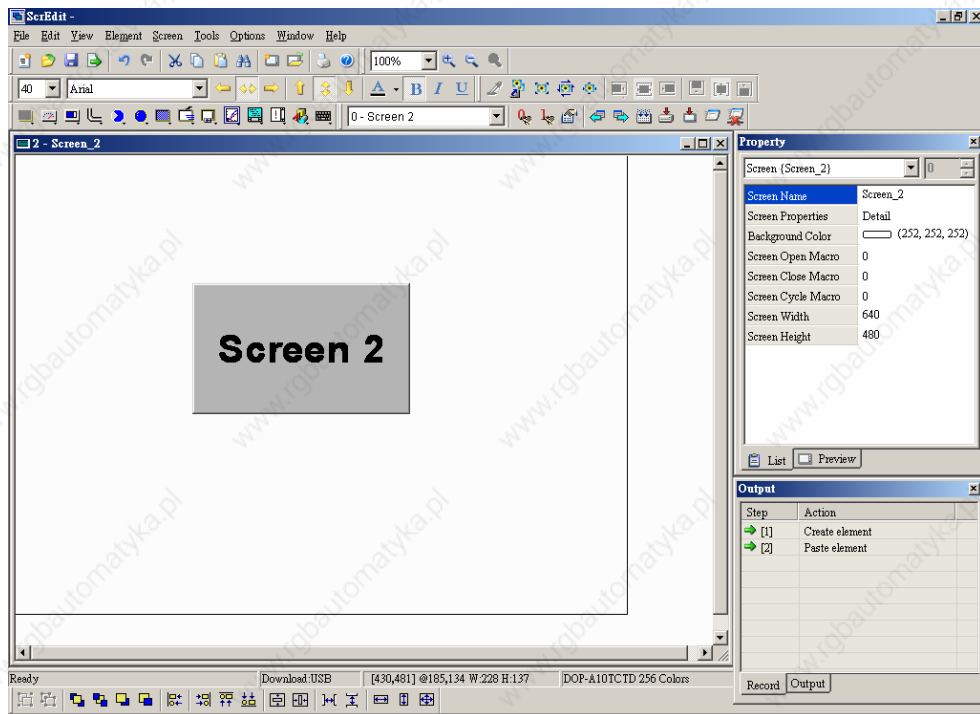 ScrEdit -
File Edit View Element Screen Tools Options Window Help
100%
40 Arial A B I U
0 - Screen 2
2 - Screen_2
Screen 2
Property
Screen {Screen_2} 0
Screen Name Screen_2
Screen Properties Detail
Background Color (252, 252, 252)
Screen Open Macro 0
Screen Close Macro 0
Screen Cycle Macro 0
Screen Width 640
Screen Height 480
List Preview
Output
Step Action
[1] Create element
[2] Paste element
Record Output
Ready Download:USB [430,481] @185,134 W:228 H:137 DOP-A10TCTD 256 Colors
www.rgbautomatyka.pl